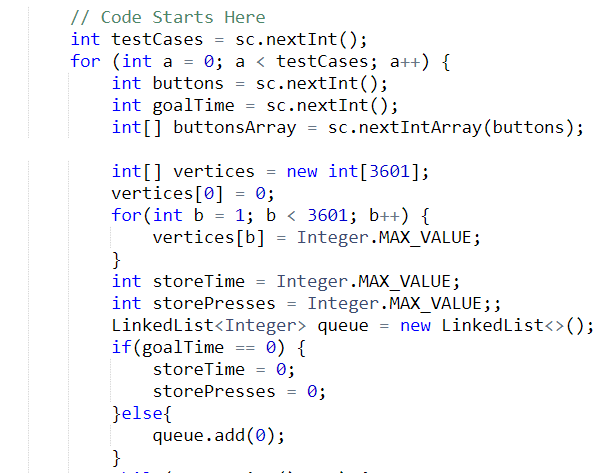 // Code Starts Here
int testCases = sc.nextInt();
for (int a = 0; a < testCases; a++) {
int buttons = sc.nextInt();
int goalTime = sc.nextInt();
int[] buttonsArray = sc.nextIntArray(buttons);
int[] vertices = new int[3601];
vertices[0] = 0;
for(int b = 1; b < 3601; b++) {
vertices[b] = Integer.MAX_VALUE;
}
int storeTime = Integer.MAX_VALUE;
int storePresses = Integer.MAX_VALUE;;
LinkedList<Integer> queue = new LinkedList<>();
if(goalTime == 0) {
storeTime = 0;
storePresses = 0;
}else{
queue.add(0);
}